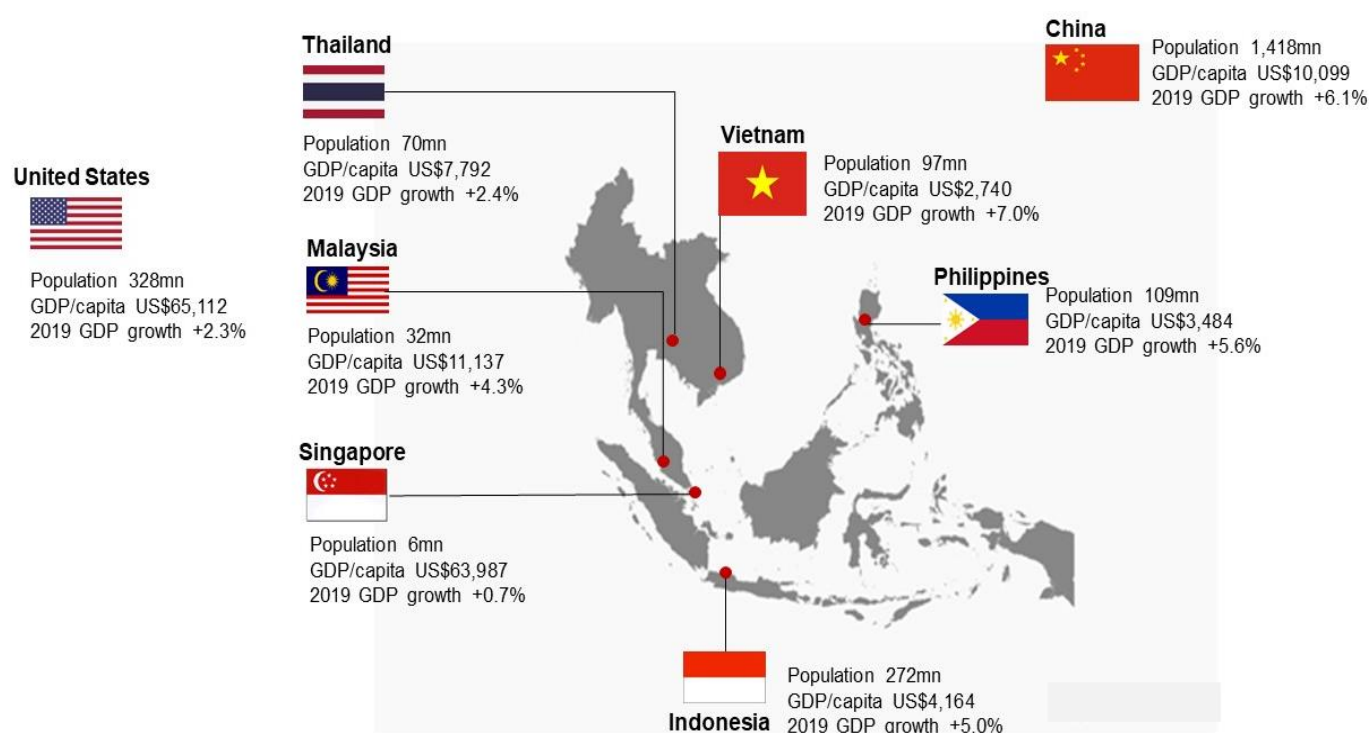 China
Population 1,418mn
GDP/capita US$10,099
2019 GDP growth +6.1%
Thailand
Population 70mn
GDP/capita US$7,792
2019 GDP growth +2.4%
Vietnam
Population 97mn
GDP/capita US$2,740
2019 GDP growth +7.0%
United States
Population 328mn
GDP/capita US$65,112
2019 GDP growth +2.3%
Malaysia
Population 32mn
GDP/capita US$11,137
2019 GDP growth +4.3%
Philippines
Population 109mn
GDP/capita US$3,484
2019 GDP growth +5.6%
Singapore
Population 6mn
GDP/capita US$63,987
2019 GDP growth +0.7%
Indonesia
Population 272mn
GDP/capita US$4,164
2019 GDP growth +5.0%